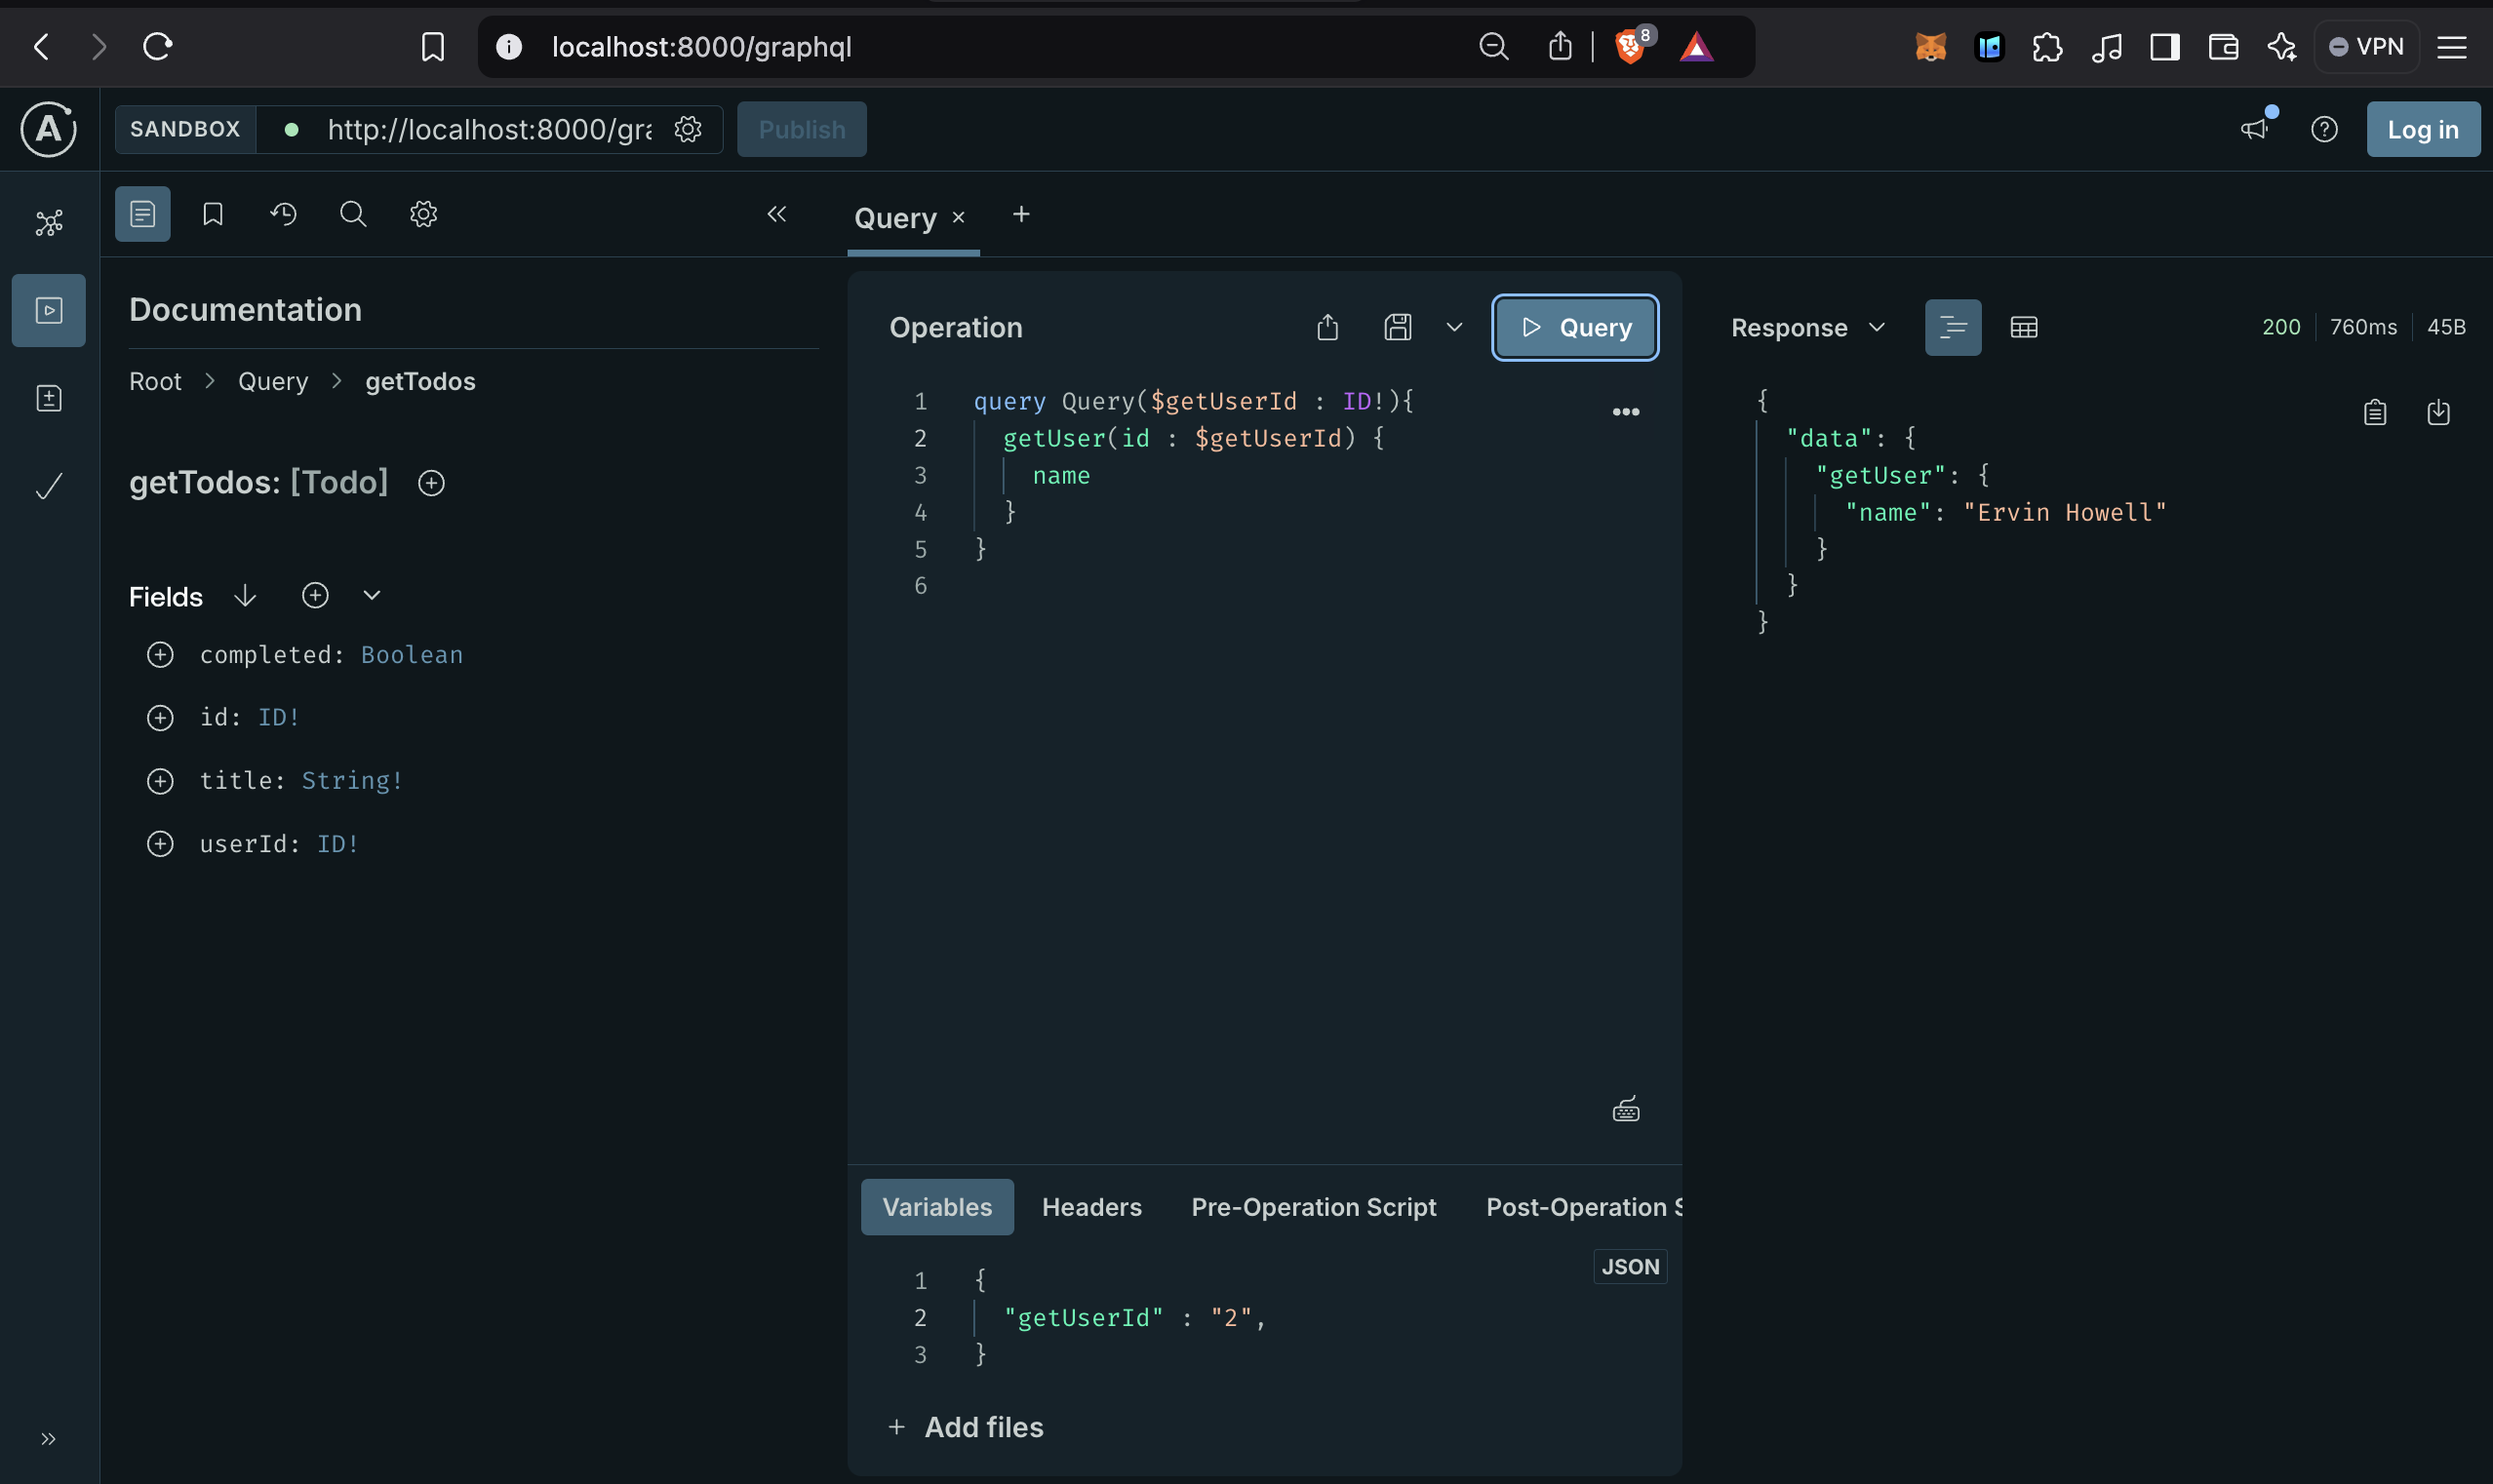 localhost:8000/graphql
8
VPN
SANDBOX
http://localhost:8000/gra
Publish
Log in
Query
Documentation
Root > Query > getTodos
getTodos: [Todo]
Fields
completed: Boolean
id: ID!
title: String!
userId: ID!
Operation
Query
1 query Query($getUserId : ID!){
2 getUser(id : $getUserId) {
3 name
4 }
5 }
6
Variables
Headers
Pre-Operation Script
Post-Operation S
JSON
1 {
2 "getUserId" : "2",
3 }
+ Add files
Response
200
760ms
45B
{
"data": {
"getUser": {
"name": "Ervin Howell"
}
}
}